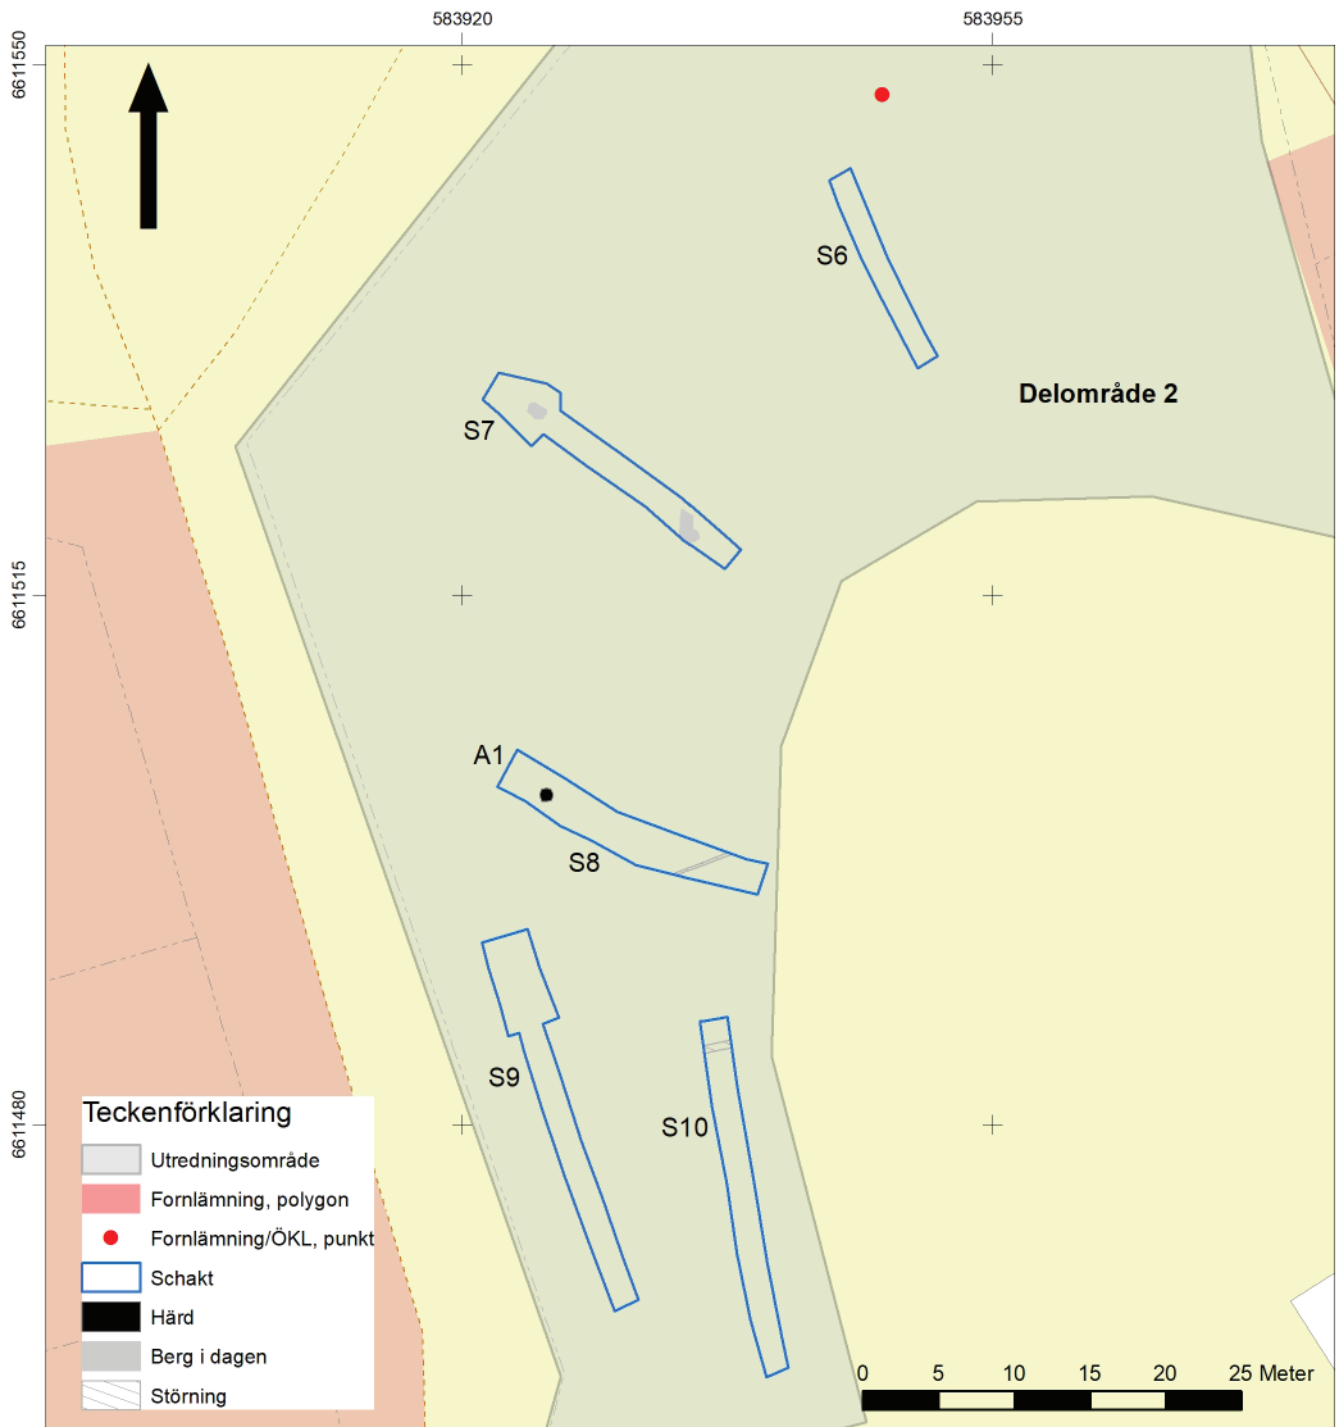 583920 583955
6611550
S6
Delområde 2
S7
6611515
A1
S8
S9
S10
6611480
Teckenförklaring
Utredningsområde
Fornlämning, polygon
Fornlämning/ÖKL, punkt
Schakt
Härd
Berg i dagen
Störning
0 5 10 15 20 25 Meter